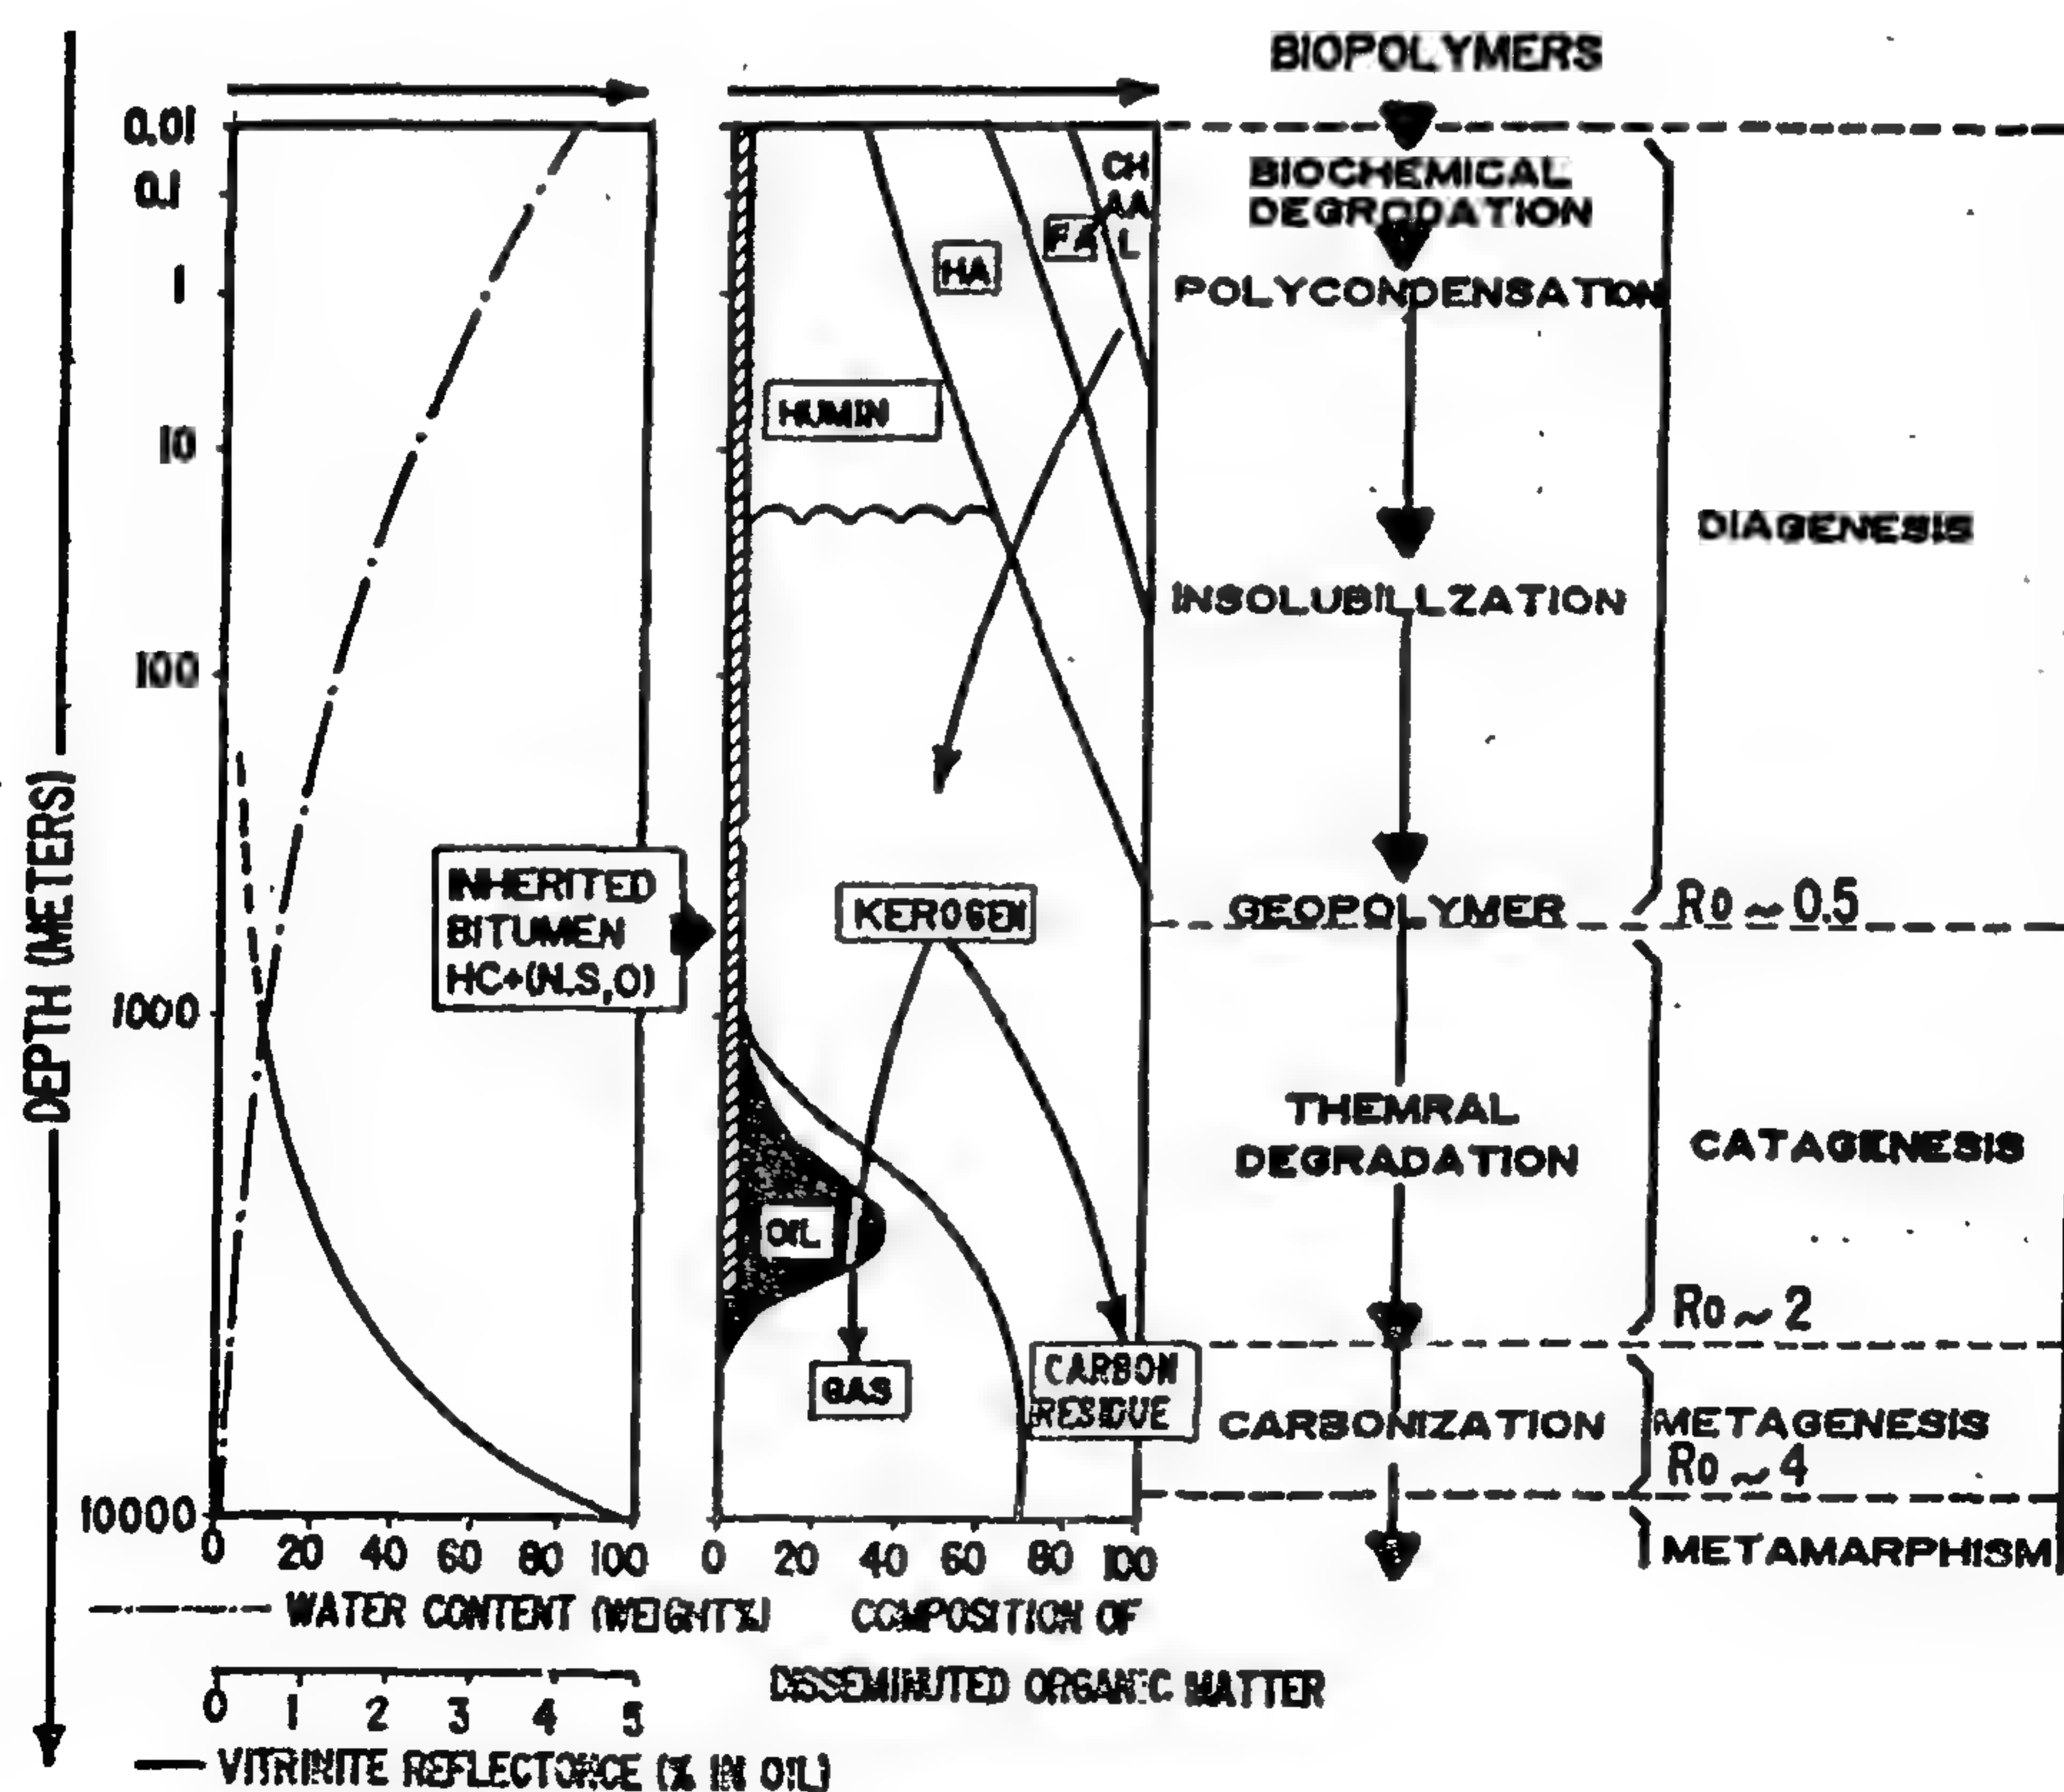 BIOPOLYMERS
0.01
0.1
1
10
100
1000
10000
DEPTH (METERS)
CH
AA
L
FA
HA
HUMIN
INHERITED
BITUMEN
HC+(N.S,O)
KEROGEN
OIL
GAS
CARBON
RESIDUE
BIOCHEMICAL
DEGRODATION
POLYCONDENSATION
INSOLUBILLZATION
GEOPOLYMER
THEMRAL
DEGRADATION
CARBONIZATION
DIAGENESIS
Ro ~ 0.5
CATAGENESIS
Ro ~ 2
METAGENESIS
Ro ~ 4
METAMARPHISM
0 20 40 60 80 100
0 20 40 60 80 100
WATER CONTENT (WEIGHT%)
COMPOSITION OF
DISSEMINUTED ORGANIC MATTER
0 1 2 3 4 5
VITRINITE REFLECTONCE (% IN OIL)